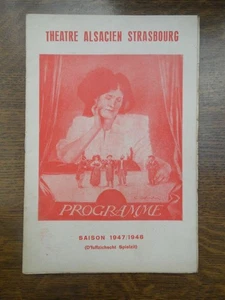 THEATRE ALSACIEN STRASBOURG
PROGRAMME
SAISON 1947/1948